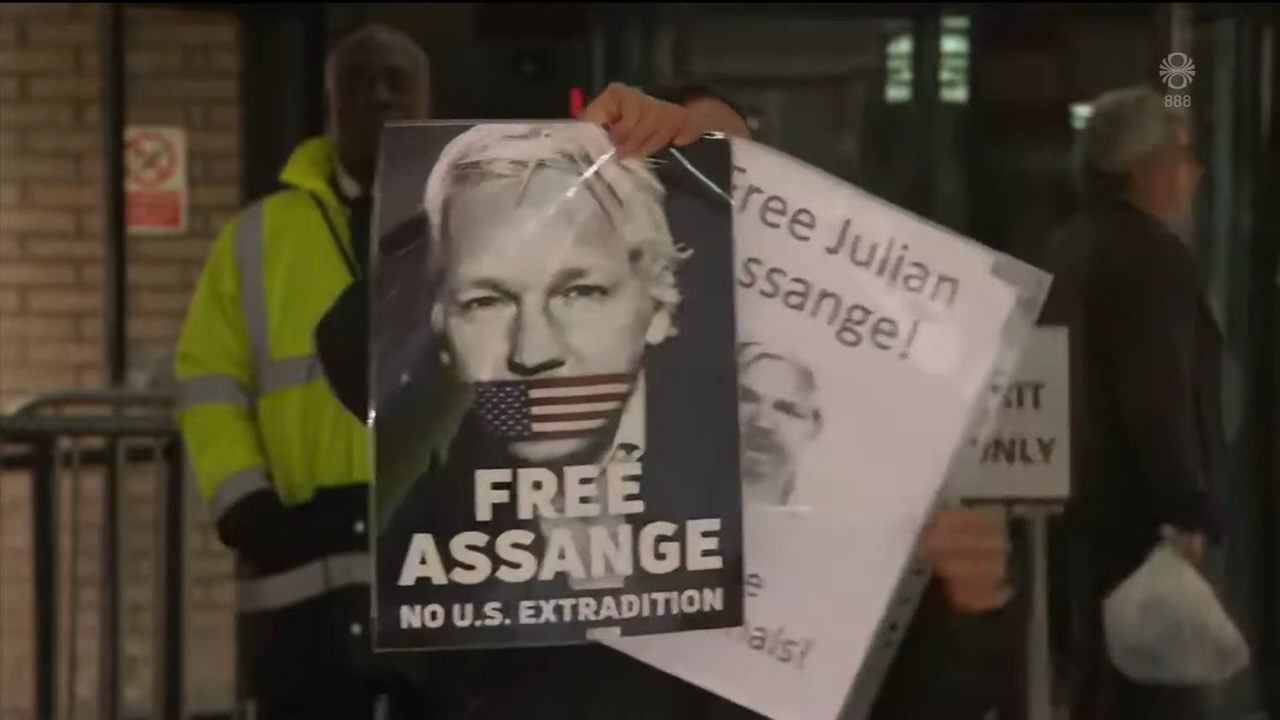 888
FREE
ASSANGE
NO U.S. EXTRADITION
Free Julian
ssange!
ONLY